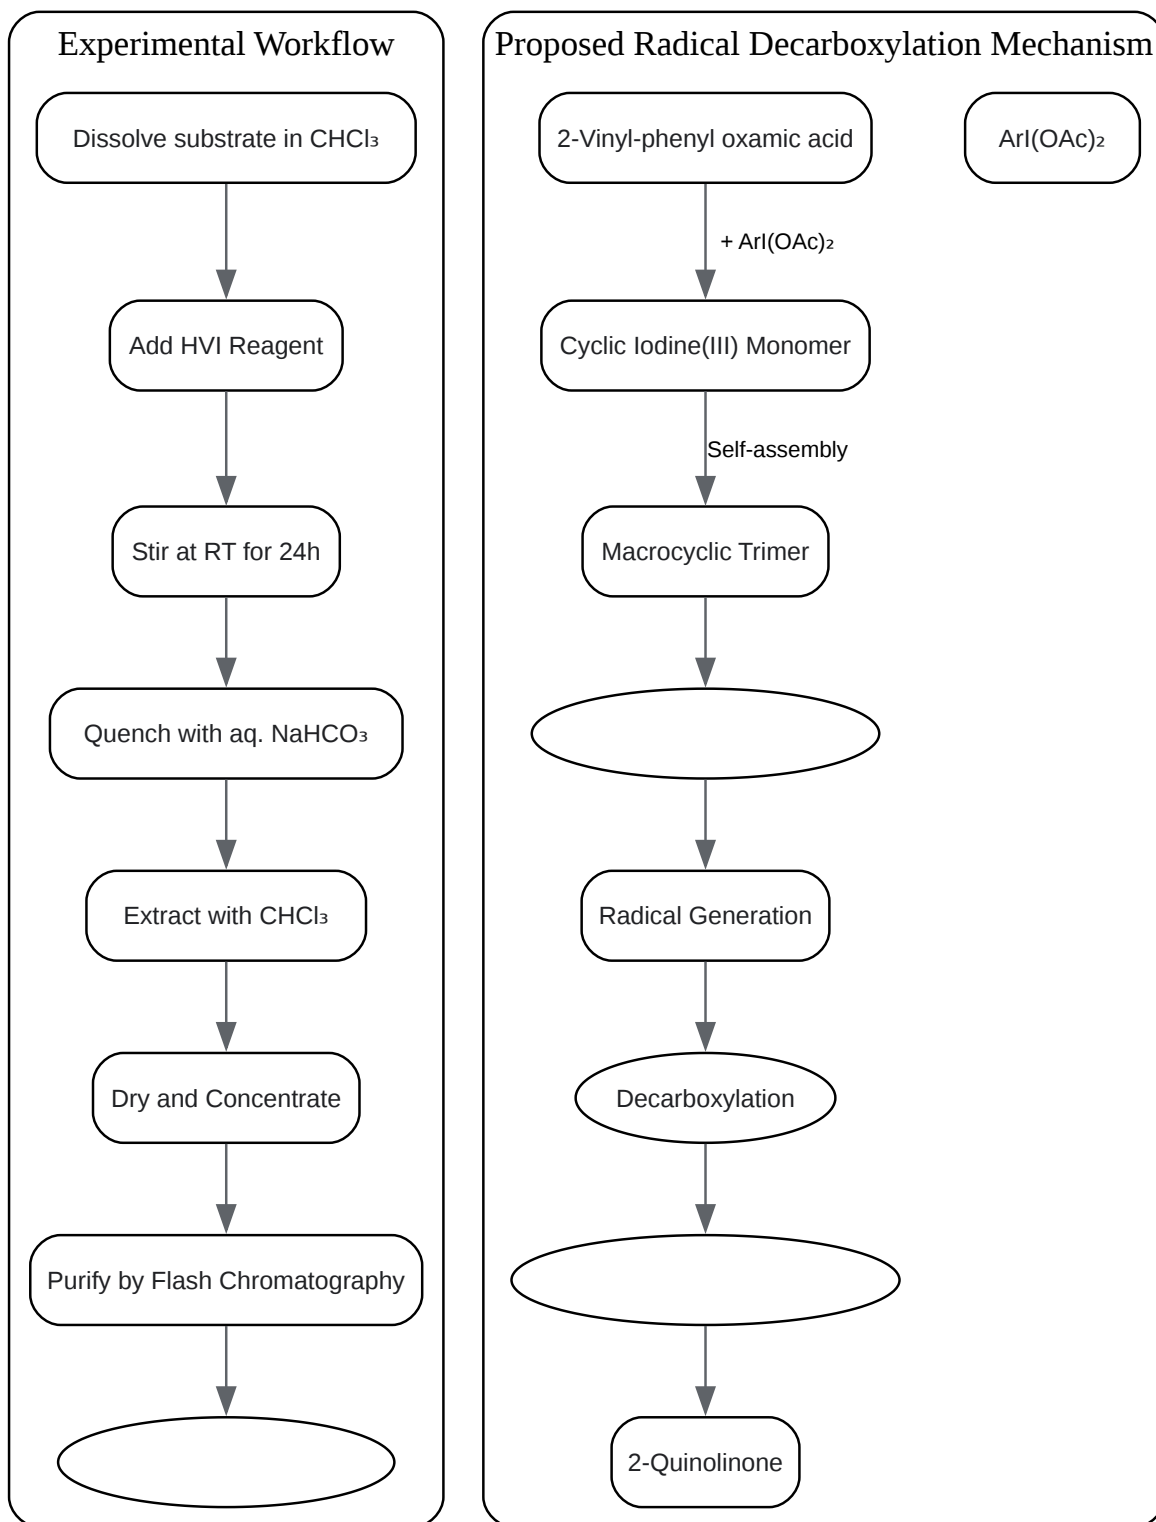 Experimental Workflow
Dissolve substrate in CHCl₃
Add HVI Reagent
Stir at RT for 24h
Quench with aq. NaHCO₃
Extract with CHCl₃
Dry and Concentrate
Purify by Flash Chromatography
Proposed Radical Decarboxylation Mechanism
2-Vinyl-phenyl oxamic acid
ArI(OAc)₂
+ ArI(OAc)₂
Cyclic Iodine(III) Monomer
Self-assembly
Macrocyclic Trimer
Radical Generation
Decarboxylation
2-Quinolinone